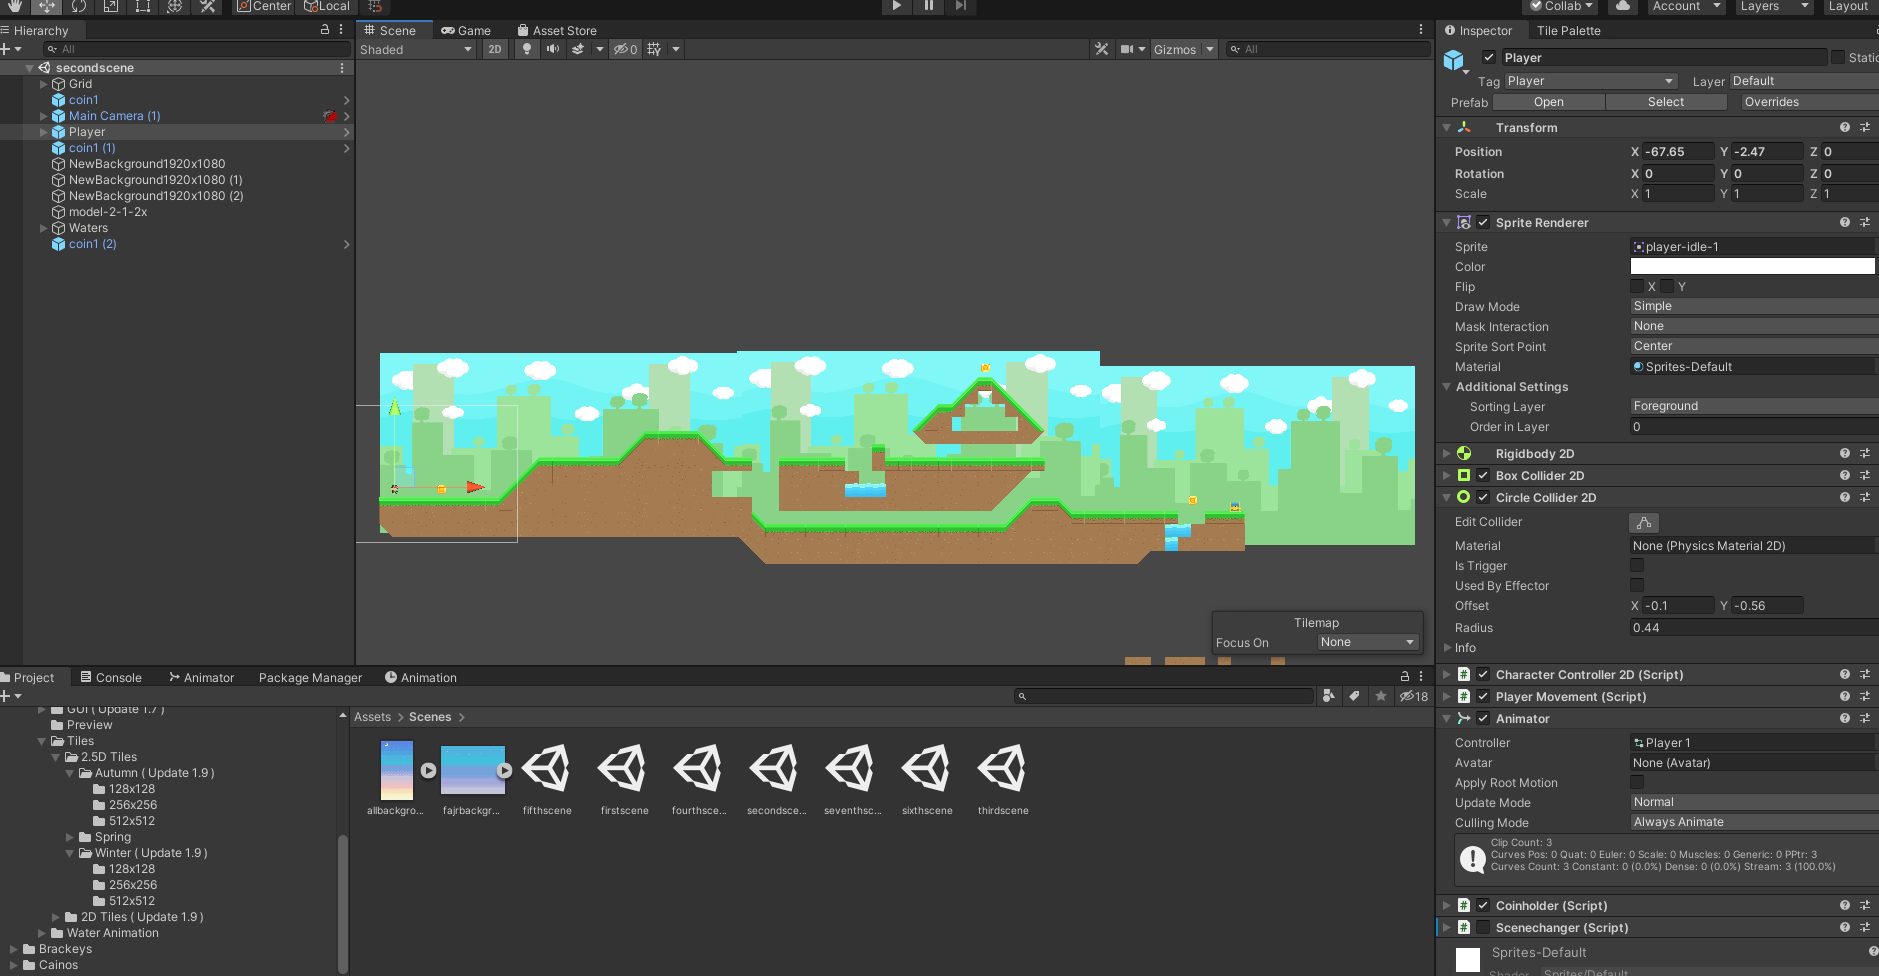 Center
Local
Collab
Account
Layers
Layout
Hierarchy
All
secondscene
Grid
coin1
Main Camera (1)
Player
coin1 (1)
NewBackground1920x1080
NewBackground1920x1080 (1)
NewBackground1920x1080 (2)
model-2-1-2x
Waters
coin1 (2)
Scene
Game
Asset Store
Shaded
2D
0
Gizmos
All
Tilemap
Focus On
None
Inspector
Tile Palette
Player
Static
Tag
Player
Layer
Default
Prefab
Open
Select
Overrides
Transform
Position
X -67.65
Y -2.47
Z 0
Rotation
X 0
Y 0
Z 0
Scale
X 1
Y 1
Z 1
Sprite Renderer
Sprite
player-idle-1
Color
Flip
X
Y
Draw Mode
Simple
Mask Interaction
None
Sprite Sort Point
Center
Material
Sprites-Default
Additional Settings
Sorting Layer
Foreground
Order in Layer
0
Rigidbody 2D
Box Collider 2D
Circle Collider 2D
Edit Collider
Material
None (Physics Material 2D)
Is Trigger
Used By Effector
Offset
X -0.1
Y -0.56
Radius
0.44
Info
Character Controller 2D (Script)
Player Movement (Script)
Animator
Controller
Player 1
Avatar
None (Avatar)
Apply Root Motion
Update Mode
Normal
Culling Mode
Always Animate
Clip Count: 3
Curves Pos: 0 Quat: 0 Euler: 0 Scale: 0 Muscles: 0 Generic: 0 PPtr: 3
Curves Count: 3 Constant: 0 (0.0%) Dense: 0 (0.0%) Stream: 3 (100.0%)
Coinholder (Script)
Scenechanger (Script)
Sprites-Default
Shader
Sprites/Default
Project
Console
Animator
Package Manager
Animation
18
GUI ( Update 1.7 )
Preview
Tiles
2.5D Tiles
Autumn ( Update 1.9 )
128x128
256x256
512x512
Spring
Winter ( Update 1.9 )
128x128
256x256
512x512
2D Tiles ( Update 1.9 )
Water Animation
Brackeys
Cainos
Assets > Scenes >
allbackgro...
fajrbackgr...
fifthscene
firstscene
fourthsce...
secondsce...
seventhsc...
sixthscene
thirdscene